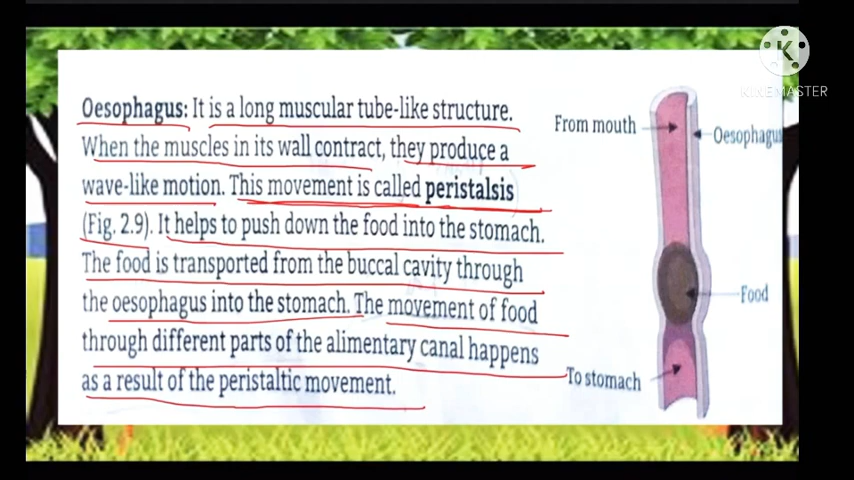 Oesophagus: It is a long muscular tube-like structure.
When the muscles in its wall contract, they produce a
wave-like motion. This movement is called peristalsis
(Fig. 2.9). It helps to push down the food into the stomach.
The food is transported from the buccal cavity through
the oesophagus into the stomach. The movement of food
through different parts of the alimentary canal happens
as a result of the peristaltic movement.
From mouth
Oesophagus
Food
To stomach
K
KINEMASTER